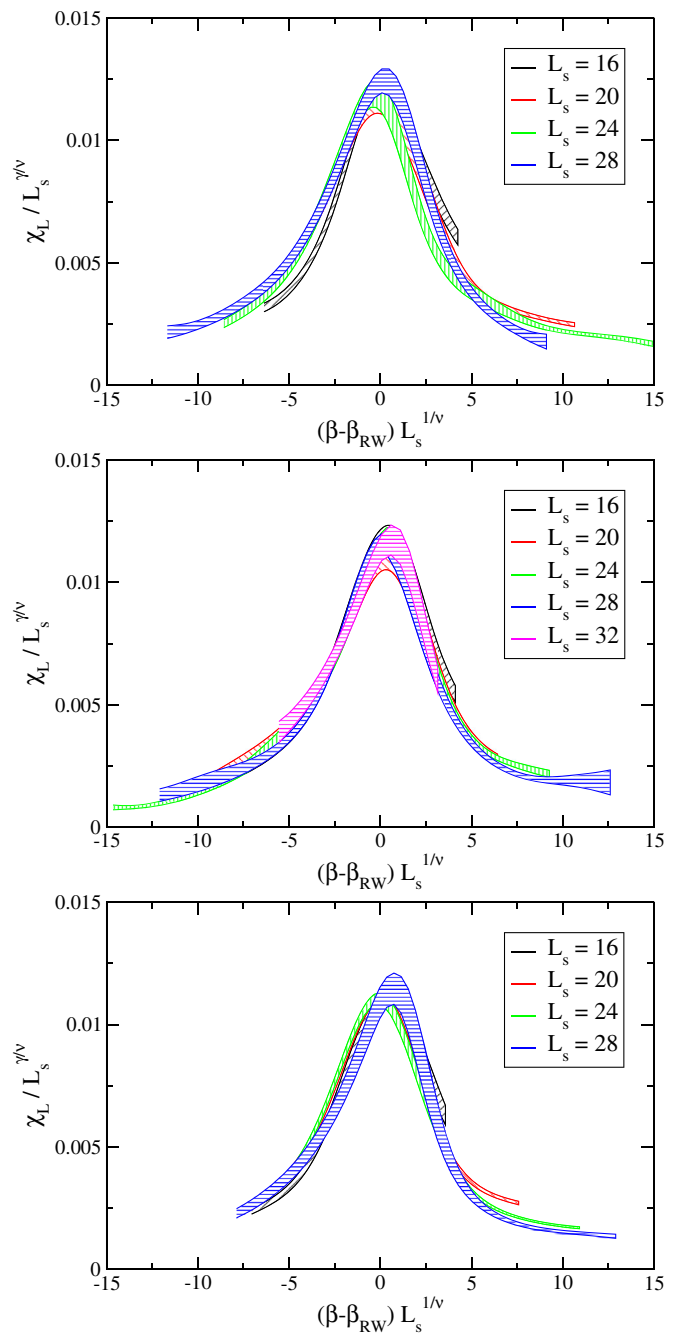 0.015
0.01
0.005
0
χ_L / L_s^{γ/ν}
L_s = 16
L_s = 20
L_s = 24
L_s = 28
-15 -10 -5 0 5 10 15
(β-β_RW) L_s^{1/ν}
0.015
0.01
0.005
0
χ_L / L_s^{γ/ν}
L_s = 16
L_s = 20
L_s = 24
L_s = 28
L_s = 32
-15 -10 -5 0 5 10 15
(β-β_RW) L_s^{1/ν}
0.015
0.01
0.005
0
χ_L / L_s^{γ/ν}
L_s = 16
L_s = 20
L_s = 24
L_s = 28
-15 -10 -5 0 5 10 15
(β-β_RW) L_s^{1/ν}